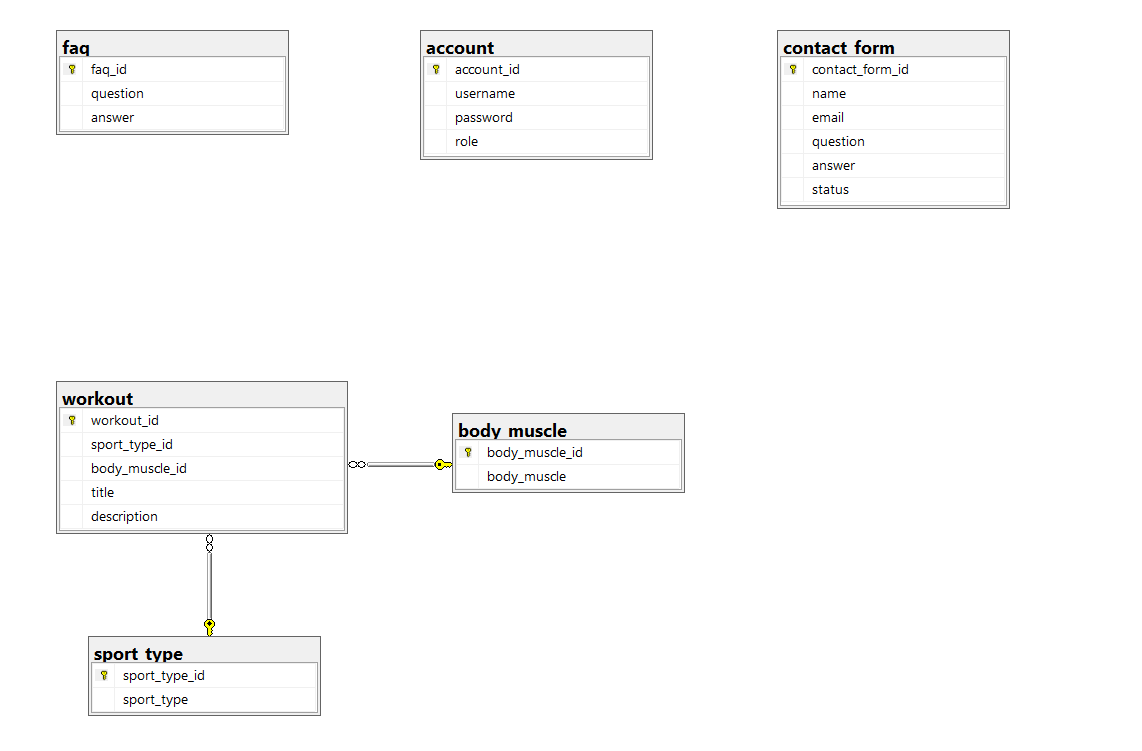 faq
faq_id
question
answer
account
account_id
username
password
role
contact_form
contact_form_id
name
email
question
answer
status
workout
workout_id
sport_type_id
body_muscle_id
title
description
body_muscle
body_muscle_id
body_muscle
sport_type
sport_type_id
sport_type